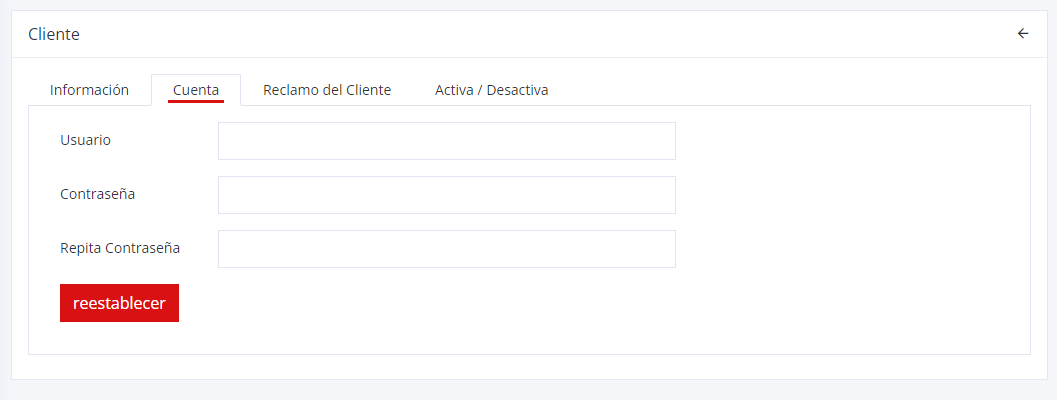 Cliente
Información Cuenta Reclamo del Cliente Activa / Desactiva
Usuario
Contraseña
Repita Contraseña
reestablecer